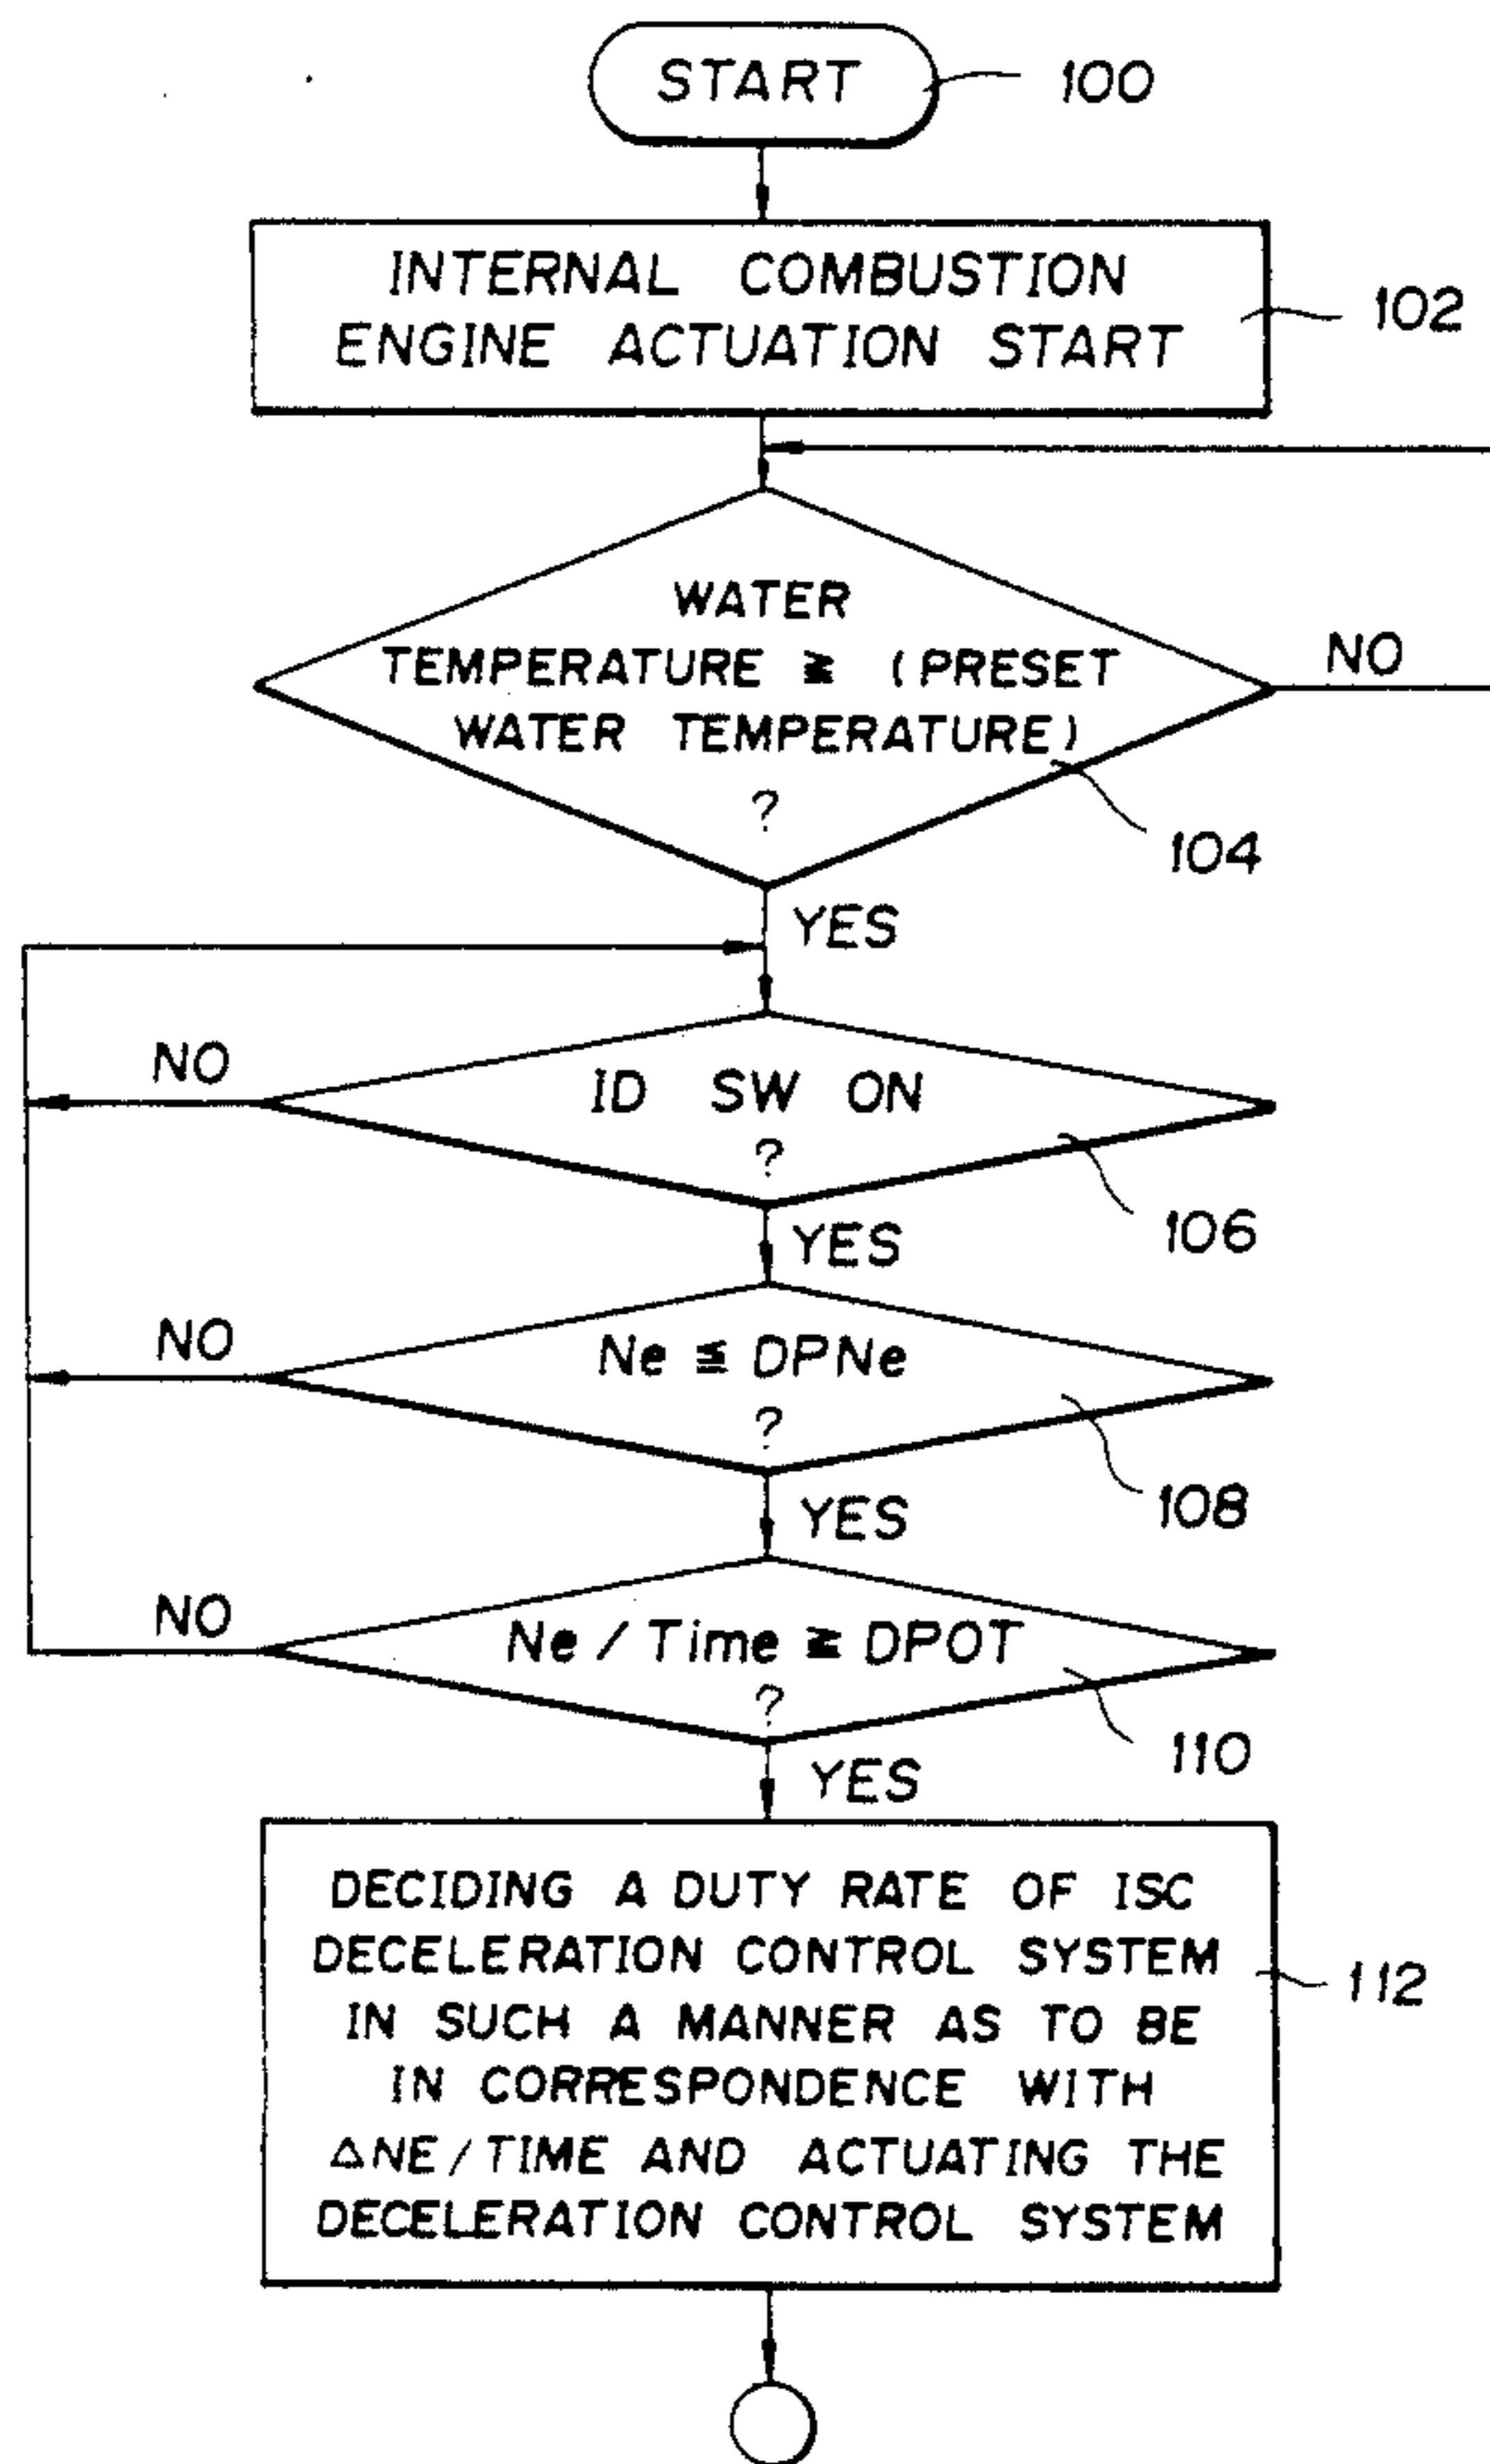 START
100
INTERNAL COMBUSTION
ENGINE ACTUATION START
102
WATER
TEMPERATURE ≧ (PRESET
WATER TEMPERATURE)
?
NO
104
YES
NO
ID SW ON
?
106
YES
NO
Ne ≦ DPNe
?
108
YES
NO
Ne / Time ≧ DPOT
?
110
YES
DECIDING A DUTY RATE OF ISC
DECELERATION CONTROL SYSTEM
IN SUCH A MANNER AS TO BE
IN CORRESPONDENCE WITH
△NE/TIME AND ACTUATING THE
DECELERATION CONTROL SYSTEM
112